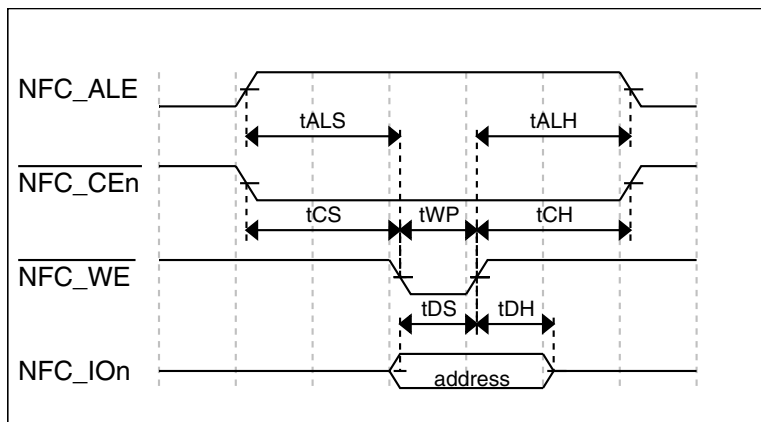 NFC_ALE
tALS tALH
NFC_CEn
tCS tWP tCH
NFC_WE
tDS tDH
NFC_IOn address